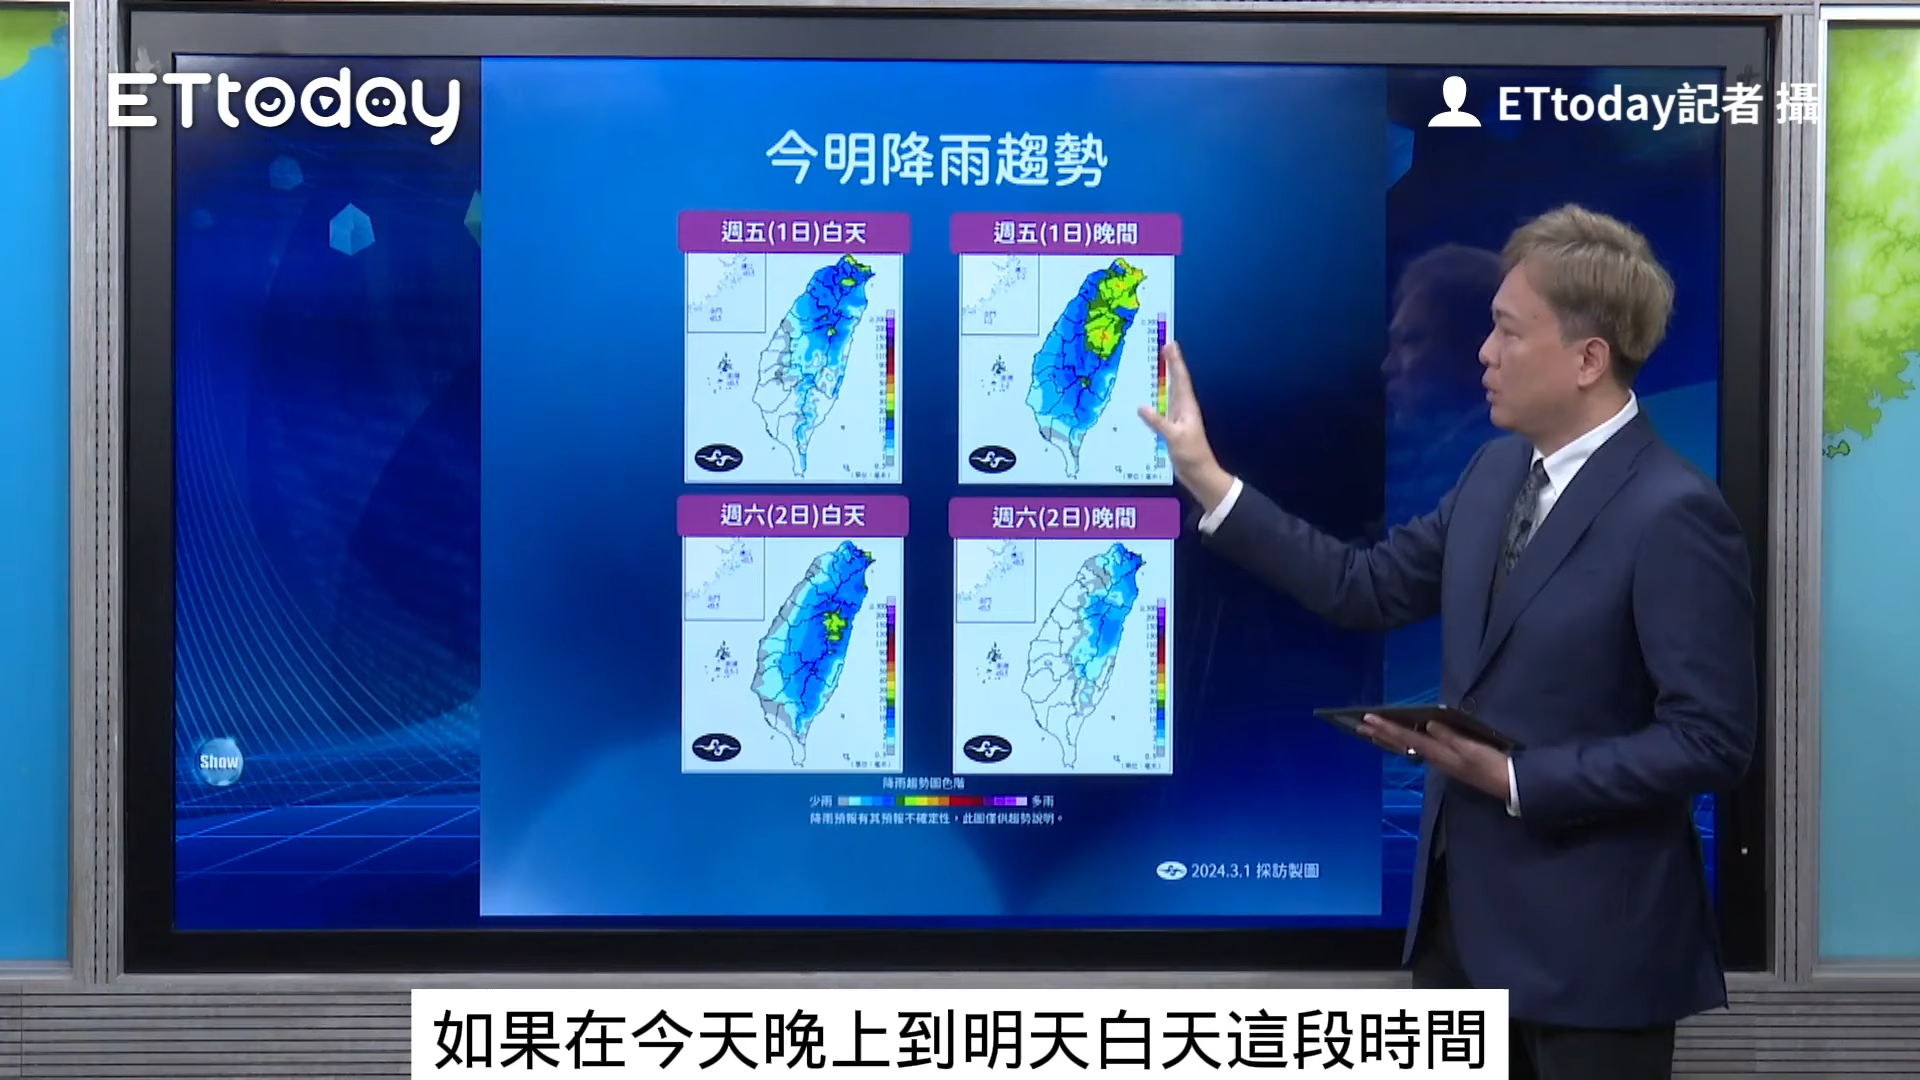 ETtoday
ETtoday記者 攝
今明降雨趨勢
週五(1日)白天
週五(1日)晚間
週六(2日)白天
週六(2日)晚間
降雨趨勢圖色階
少雨
多雨
降雨預報有其預報不確定性，此圖僅供趨勢說明。
2024.3.1 採訪製圖
Show
如果在今天晚上到明天白天這段時間